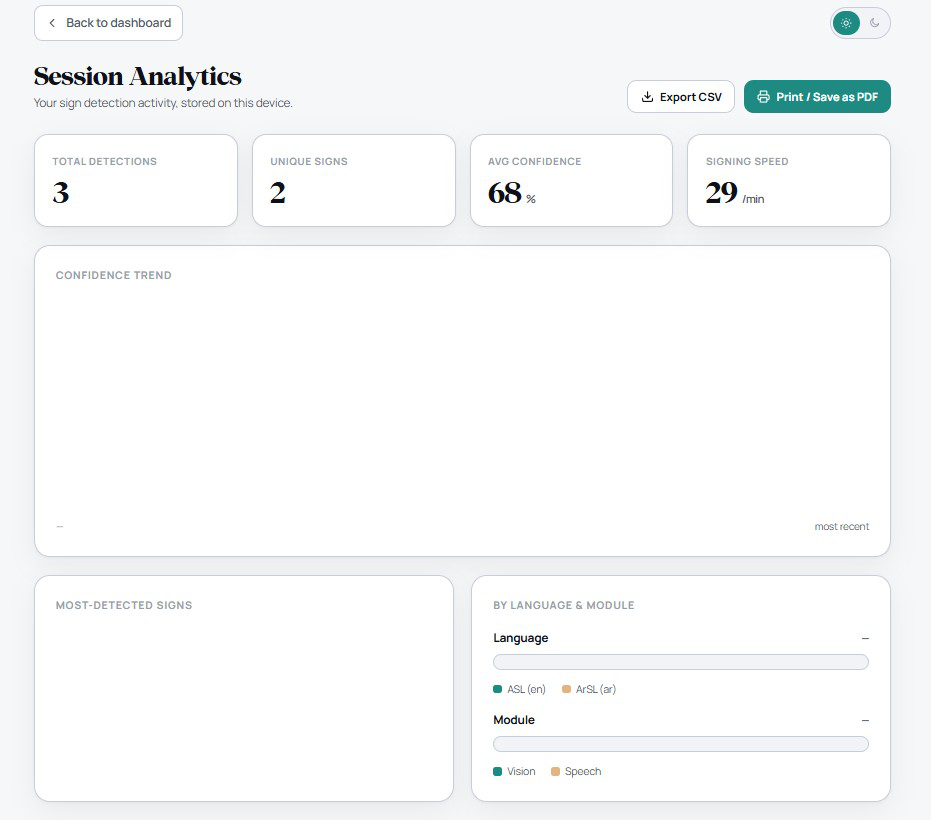 Back to dashboard
Session Analytics
Your sign detection activity, stored on this device.
Export CSV
Print / Save as PDF
TOTAL DETECTIONS
3
UNIQUE SIGNS
2
AVG CONFIDENCE
68 %
SIGNING SPEED
29 /min
CONFIDENCE TREND
—
most recent
MOST-DETECTED SIGNS
BY LANGUAGE & MODULE
Language —
ASL (en) ArSL (ar)
Module —
Vision Speech